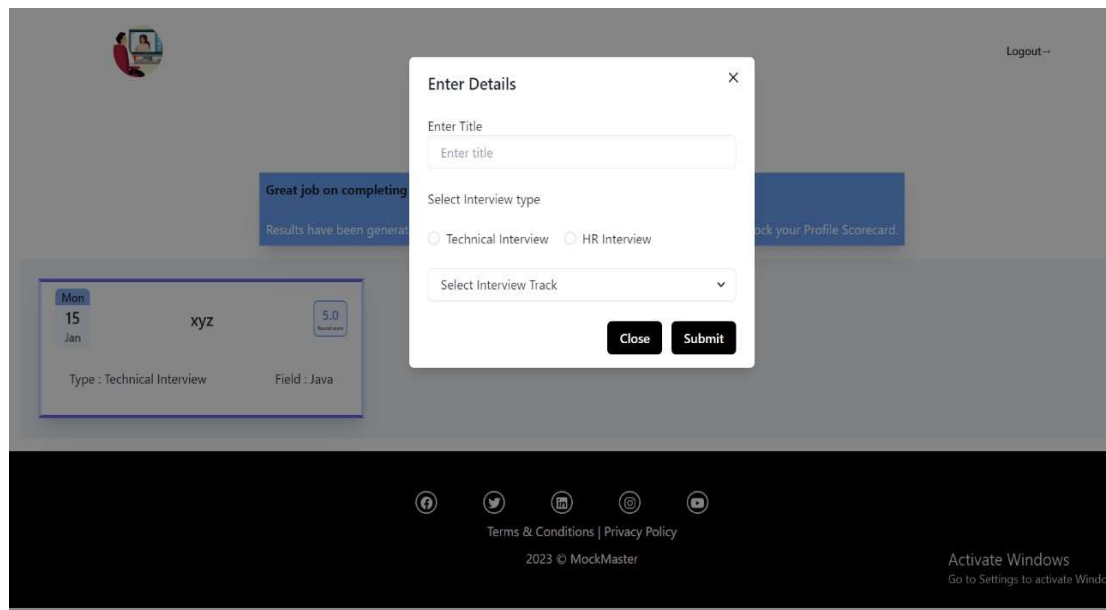 Logout→
Enter Details
Enter Title
Enter title
Great job on completing
Select Interview type
Results have been generat
ock your Profile Scorecard.
Technical Interview HR Interview
Select Interview Track
Mon
15
Jan
xyz
5.0
Close Submit
Type : Technical Interview Field : Java
Terms & Conditions | Privacy Policy
2023 © MockMaster
Activate Windows
Go to Settings to activate Windo